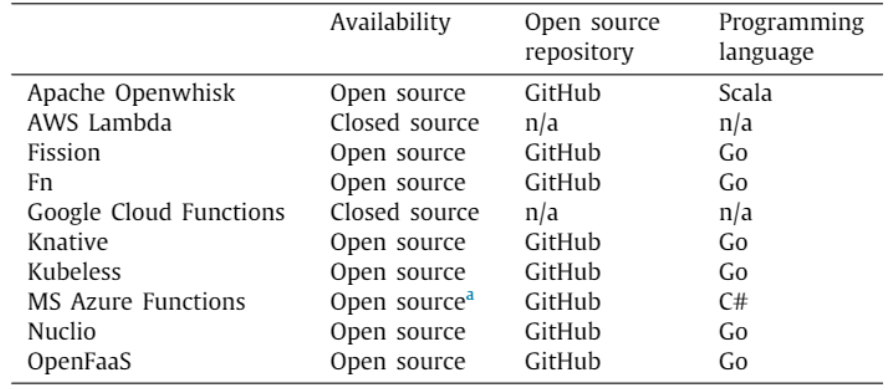 Availability Open source Programming
repository language
Apache Openwhisk Open source GitHub Scala
AWS Lambda Closed source n/a n/a
Fission Open source GitHub Go
Fn Open source GitHub Go
Google Cloud Functions Closed source n/a n/a
Knative Open source GitHub Go
Kubeless Open source GitHub Go
MS Azure Functions Open sourceᵃ GitHub C#
Nuclio Open source GitHub Go
OpenFaaS Open source GitHub Go